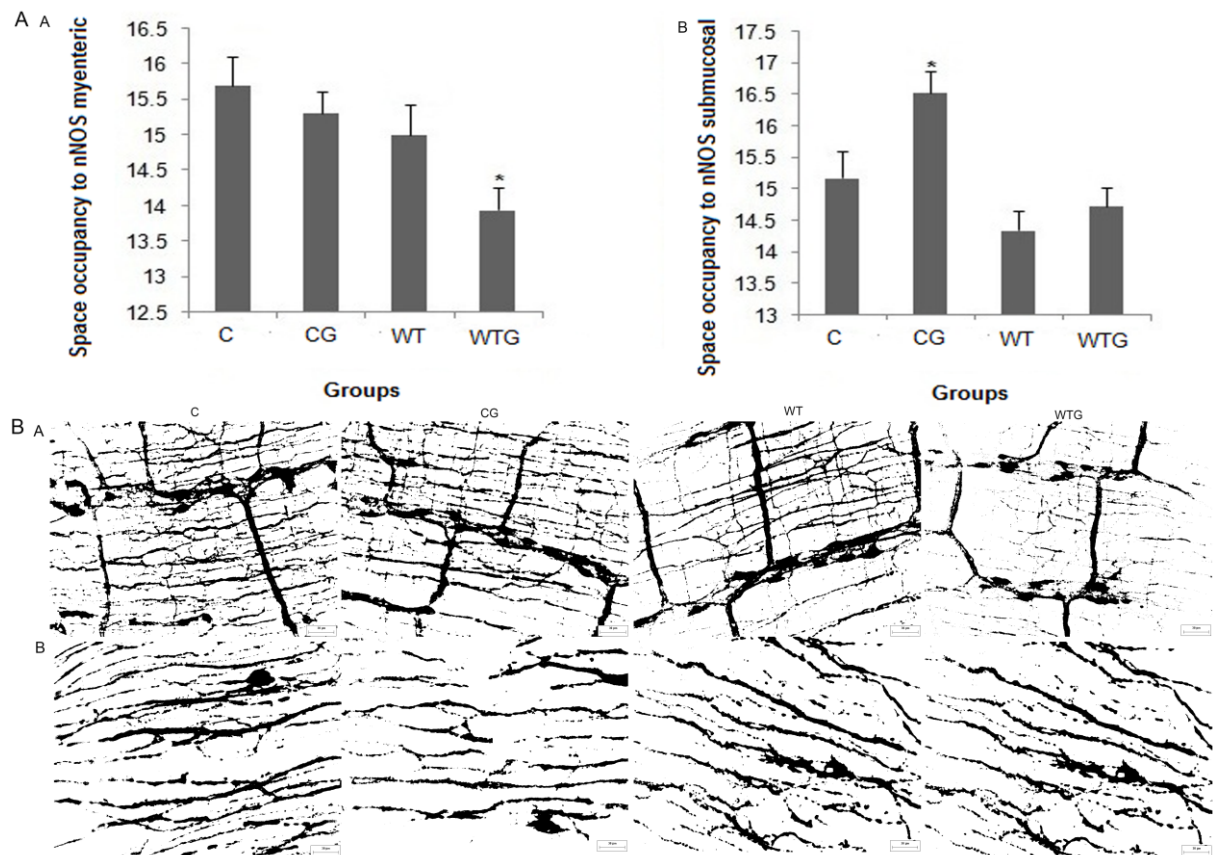 A A
Space occupancy to nNOS myenteric
16.5
16
15.5
15
14.5
14
13.5
13
12.5
*
C CG WT WTG
Groups
B
Space occupancy to nNOS submucosal
17.5
17
16.5
16
15.5
15
14.5
14
13.5
13
*
C CG WT WTG
Groups
C CG WT WTG
B A
B